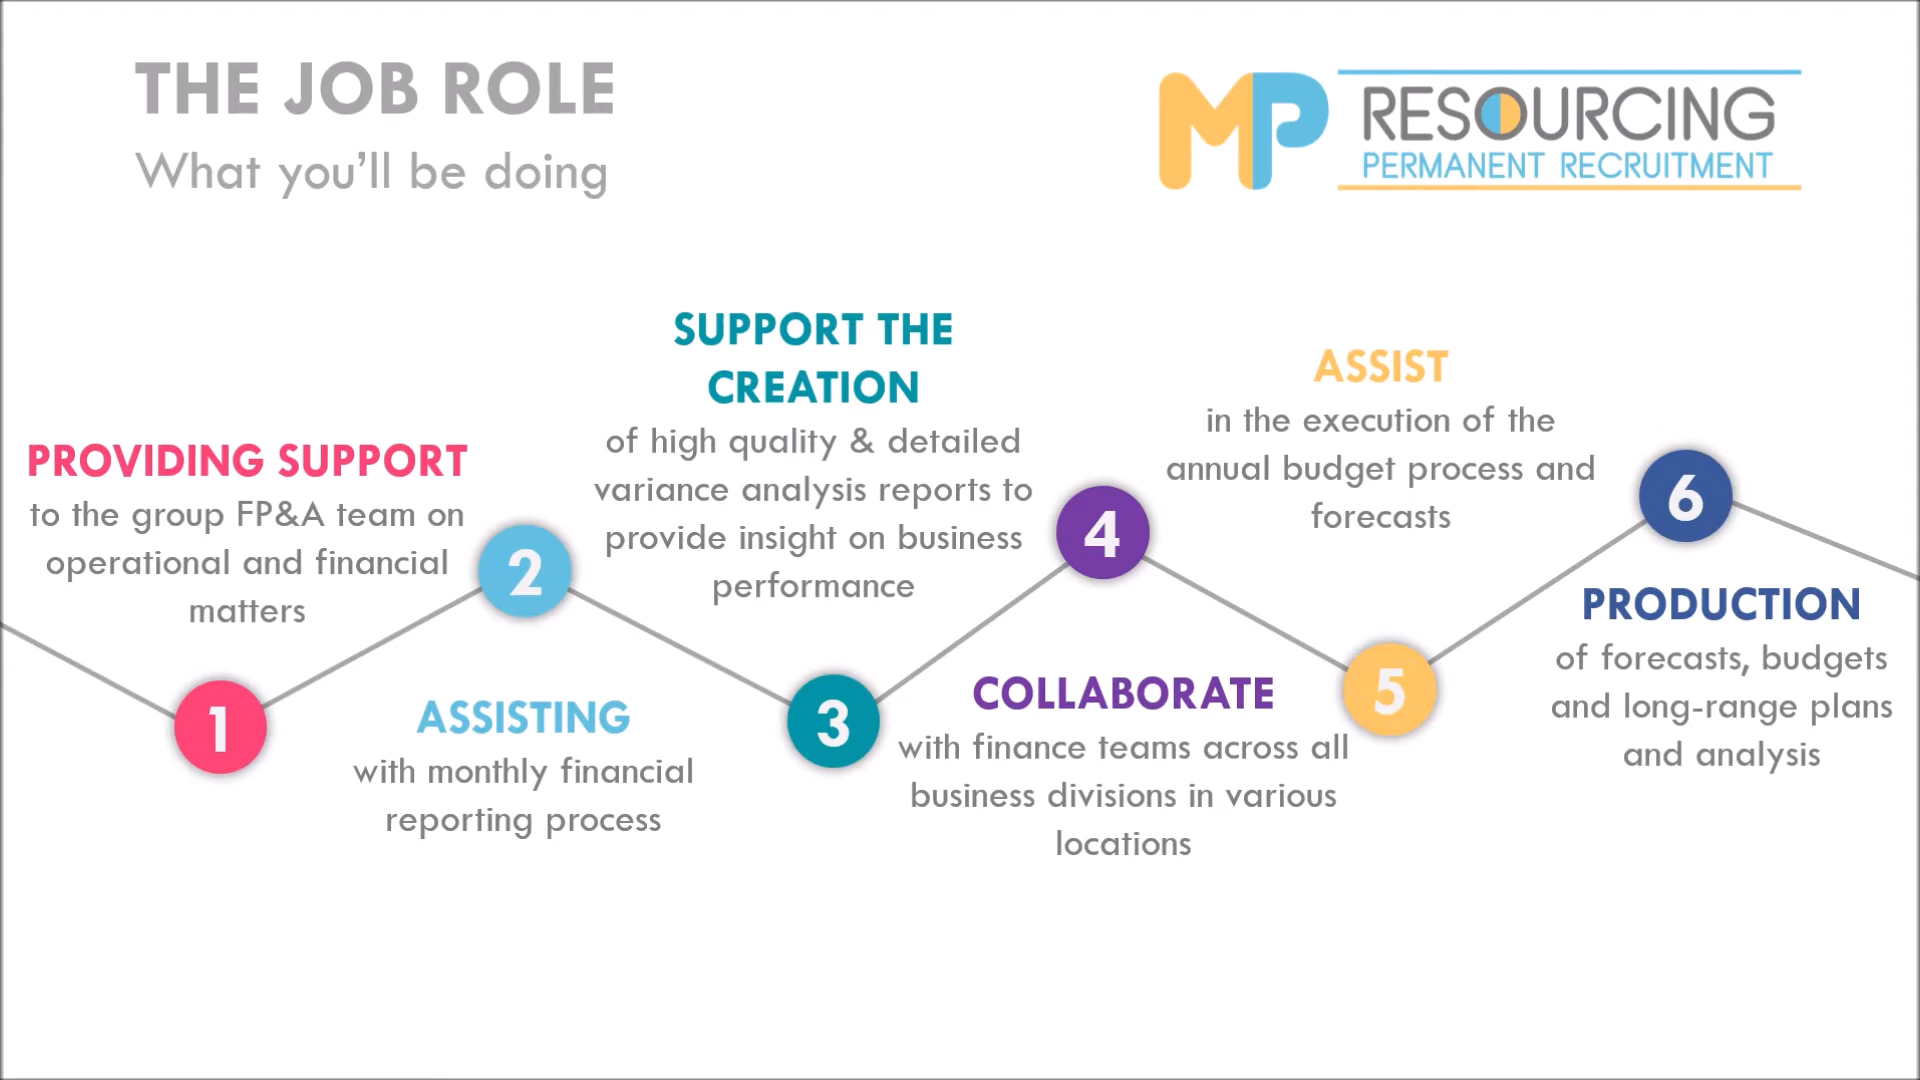 THE JOB ROLE
What you'll be doing
MP RESOURCING
PERMANENT RECRUITMENT
PROVIDING SUPPORT
to the group FP&A team on
operational and financial
matters
1
2
ASSISTING
with monthly financial
reporting process
SUPPORT THE
CREATION
of high quality & detailed
variance analysis reports to
provide insight on business
performance
3
4
COLLABORATE
with finance teams across all
business divisions in various
locations
ASSIST
in the execution of the
annual budget process and
forecasts
5
6
PRODUCTION
of forecasts, budgets
and long-range plans
and analysis